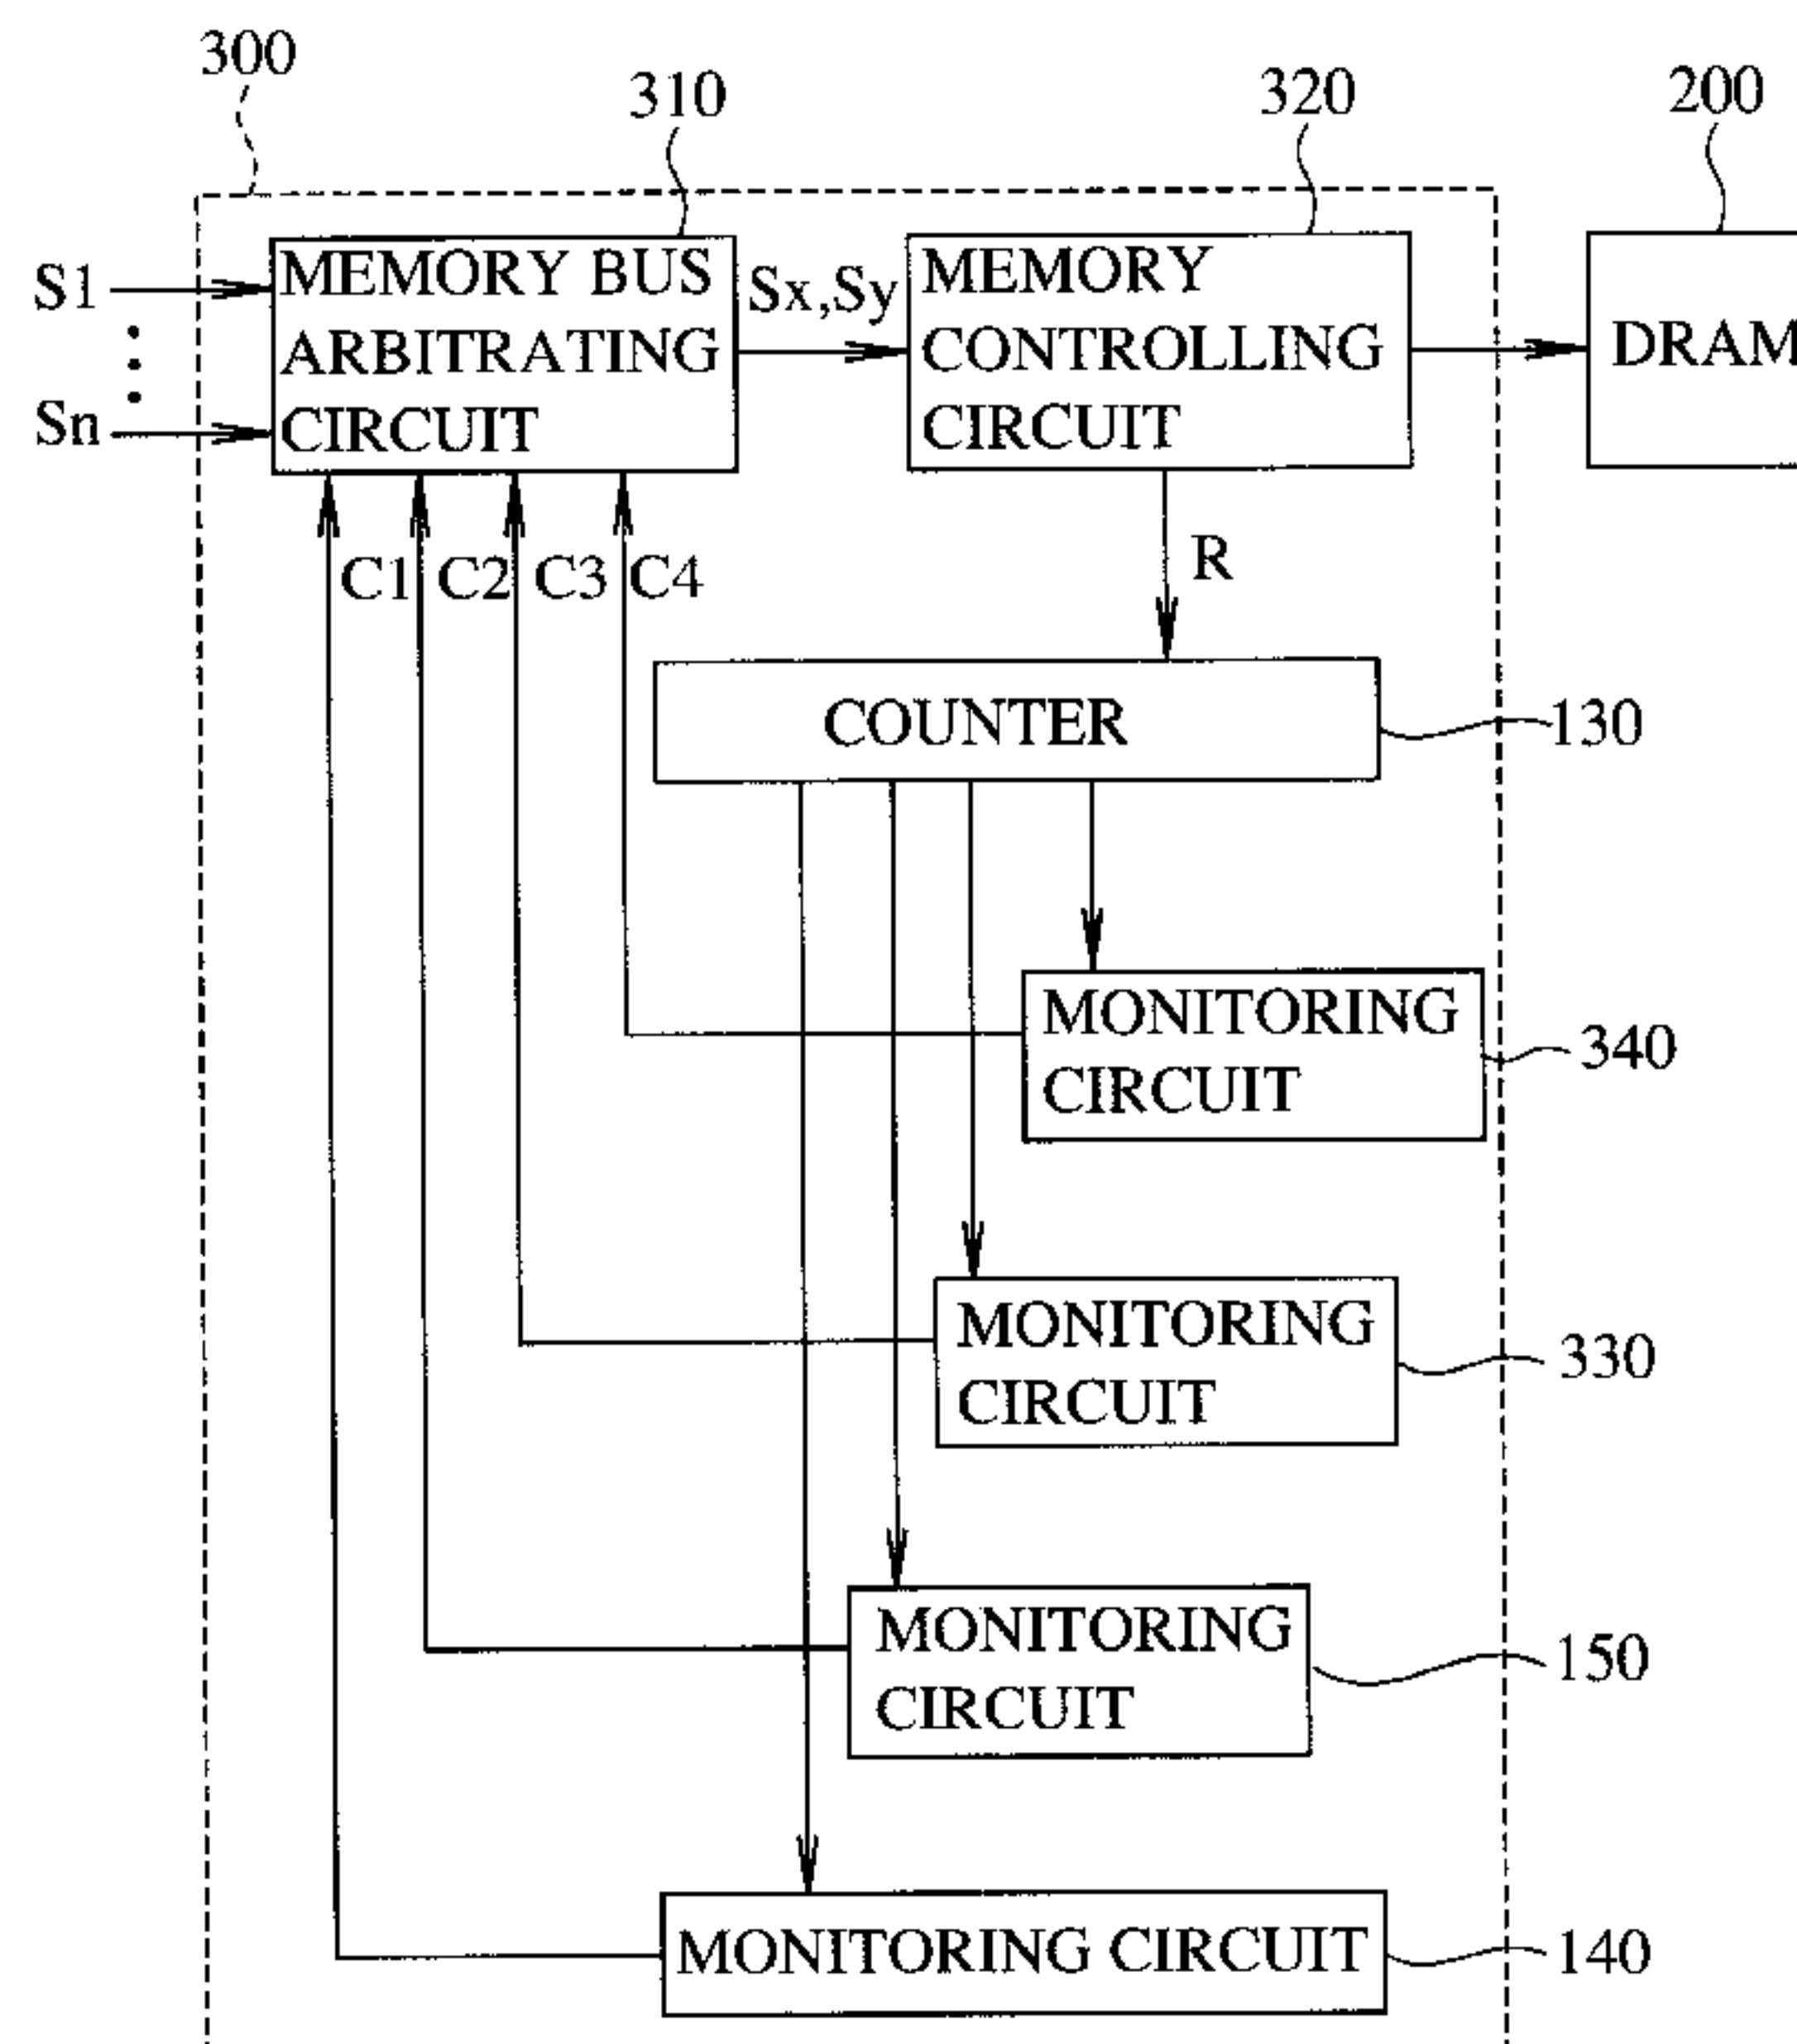 300
310
320
200
S1
Sn
MEMORY BUS
ARBITRATING
CIRCUIT
Sx,Sy
MEMORY
CONTROLLING
CIRCUIT
DRAM
C1
C2
C3
C4
R
COUNTER
130
MONITORING
CIRCUIT
340
MONITORING
CIRCUIT
330
MONITORING
CIRCUIT
150
MONITORING CIRCUIT
140